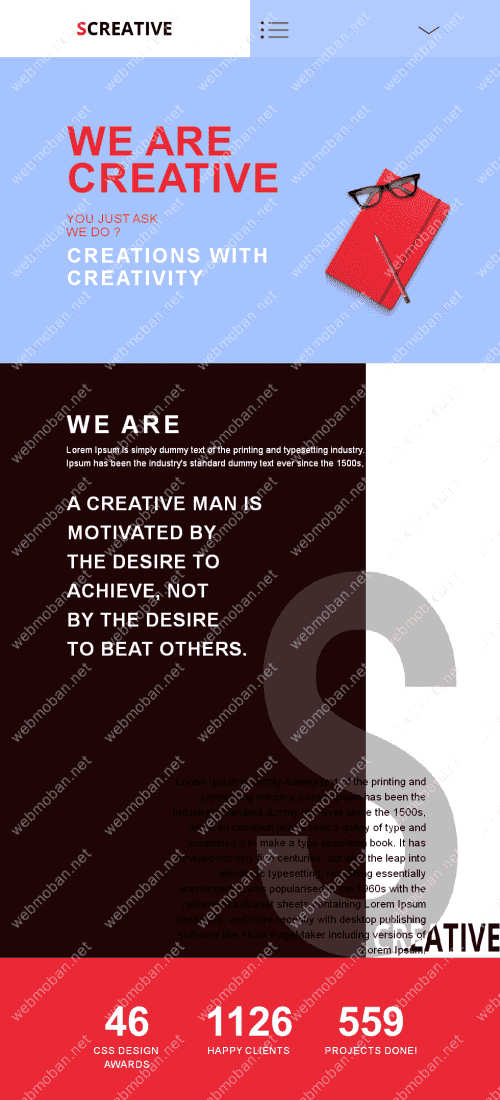 SCREATIVE
WE ARE
CREATIVE
YOU JUST ASK
WE DO ?
CREATIONS WITH
CREATIVITY
WE ARE
Lorem Ipsum is simply dummy text of the printing and typesetting industry.
Ipsum has been the industry's standard dummy text ever since the 1500s,
A CREATIVE MAN IS
MOTIVATED BY
THE DESIRE TO
ACHIEVE, NOT
BY THE DESIRE
TO BEAT OTHERS.
S
Lorem Ipsum is simply dummy text of the printing and
typesetting industry. Lorem Ipsum has been the
industry's standard dummy text ever since the 1500s,
when an unknown printer took a galley of type and
scrambled it to make a type specimen book. It has
survived not only five centuries, but also the leap into
electronic typesetting, remaining essentially
unchanged. It was popularised in the 1960s with the
release of Letraset sheets containing Lorem Ipsum
passages, and more recently with desktop publishing
software like Aldus PageMaker including versions of
Lorem Ipsum.
CREATIVE
46
CSS DESIGN
AWARDS
1126
HAPPY CLIENTS
559
PROJECTS DONE!
webmoban.net